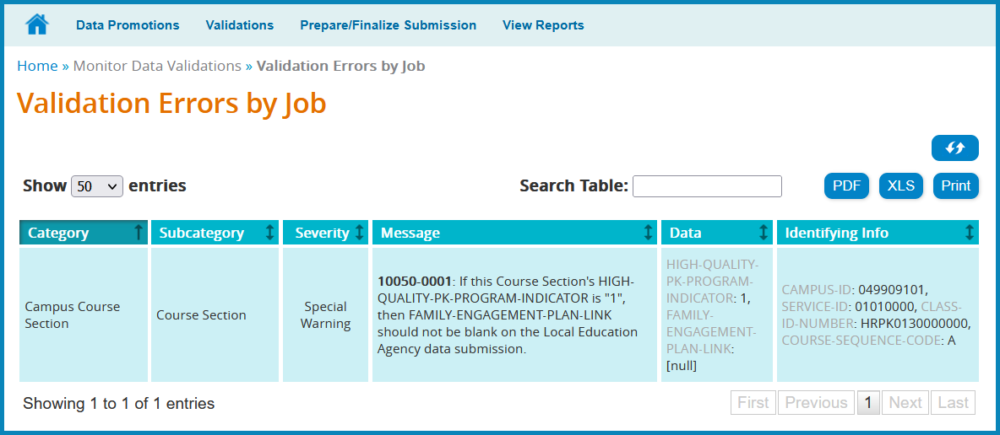 Data Promotions Validations Prepare/Finalize Submission View Reports
Home » Monitor Data Validations » Validation Errors by Job
Validation Errors by Job
Show 50 entries Search Table: PDF XLS Print
Category Subcategory Severity Message Data Identifying Info
Campus Course
Section
Course Section
Special
Warning
10050-0001: If this Course Section's HIGH-
QUALITY-PK-PROGRAM-INDICATOR is "1",
then FAMILY-ENGAGEMENT-PLAN-LINK
should not be blank on the Local Education
Agency data submission.
HIGH-QUALITY-
PK-PROGRAM-
INDICATOR: 1,
FAMILY-
ENGAGEMENT-
PLAN-LINK:
[null]
CAMPUS-ID: 049909101,
SERVICE-ID: 01010000, CLASS-
ID-NUMBER: HRPK0130000000,
COURSE-SEQUENCE-CODE: A
Showing 1 to 1 of 1 entries First Previous 1 Next Last